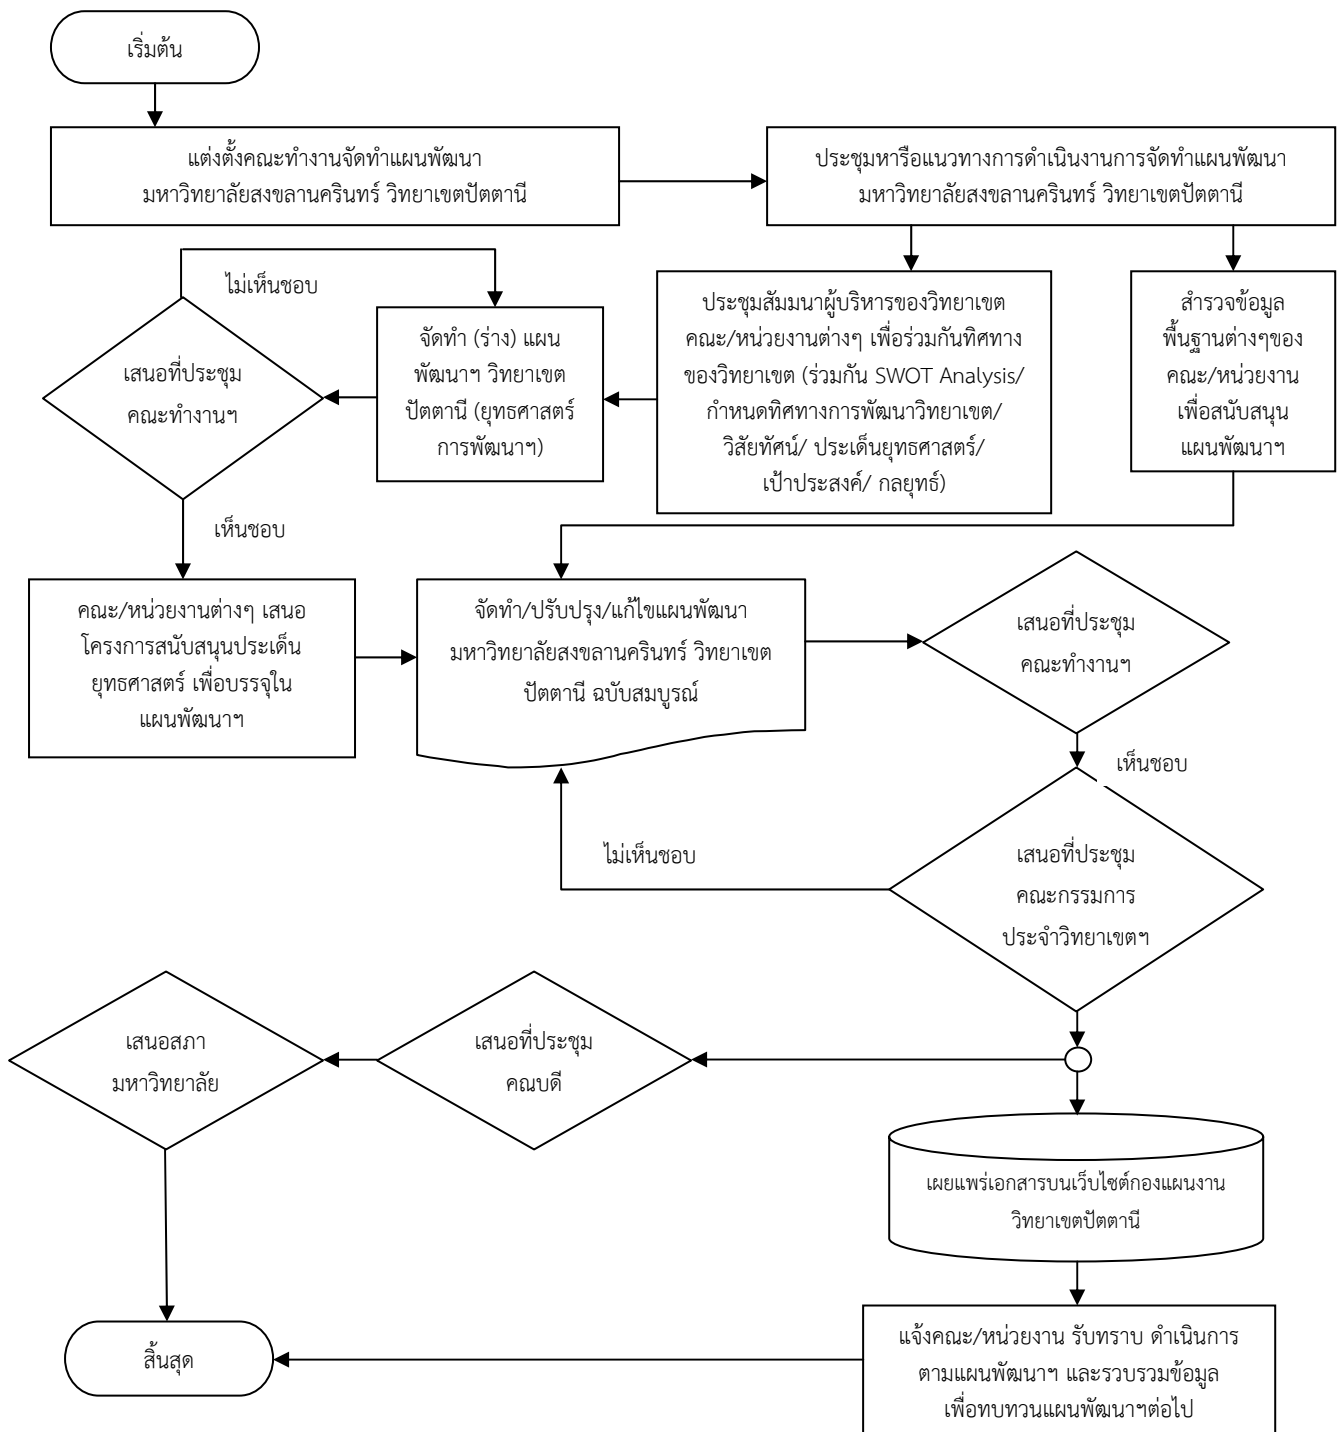 เริ่มต้น
แต่งตั้งคณะทำงานจัดทำแผนพัฒนา
มหาวิทยาลัยสงขลานครินทร์ วิทยาเขตปัตตานี
ประชุมหารือแนวทางการดำเนินงานการจัดทำแผนพัฒนา
มหาวิทยาลัยสงขลานครินทร์ วิทยาเขตปัตตานี
ไม่เห็นชอบ
เสนอที่ประชุม
คณะทำงานฯ
จัดทำ (ร่าง) แผน
พัฒนาฯ วิทยาเขต
ปัตตานี (ยุทธศาสตร์
การพัฒนาฯ)
ประชุมสัมมนาผู้บริหารของวิทยาเขต
คณะ/หน่วยงานต่างๆ เพื่อร่วมกันทิศทาง
ของวิทยาเขต (ร่วมกัน SWOT Analysis/
กำหนดทิศทางการพัฒนาวิทยาเขต/
วิสัยทัศน์/ ประเด็นยุทธศาสตร์/
เป้าประสงค์/ กลยุทธ์)
สำรวจข้อมูล
พื้นฐานต่างๆของ
คณะ/หน่วยงาน
เพื่อสนับสนุน
แผนพัฒนาฯ
เห็นชอบ
คณะ/หน่วยงานต่างๆ เสนอ
โครงการสนับสนุนประเด็น
ยุทธศาสตร์ เพื่อบรรจุใน
แผนพัฒนาฯ
จัดทำ/ปรับปรุง/แก้ไขแผนพัฒนา
มหาวิทยาลัยสงขลานครินทร์ วิทยาเขต
ปัตตานี ฉบับสมบูรณ์
เสนอที่ประชุม
คณะทำงานฯ
เห็นชอบ
ไม่เห็นชอบ
เสนอที่ประชุม
คณะกรรมการ
ประจำวิทยาเขตฯ
เสนอสภา
มหาวิทยาลัย
เสนอที่ประชุม
คณบดี
เผยแพร่เอกสารบนเว็บไซต์กองแผนงาน
วิทยาเขตปัตตานี
สิ้นสุด
แจ้งคณะ/หน่วยงาน รับทราบ ดำเนินการ
ตามแผนพัฒนาฯ และรวบรวมข้อมูล
เพื่อทบทวนแผนพัฒนาฯต่อไป